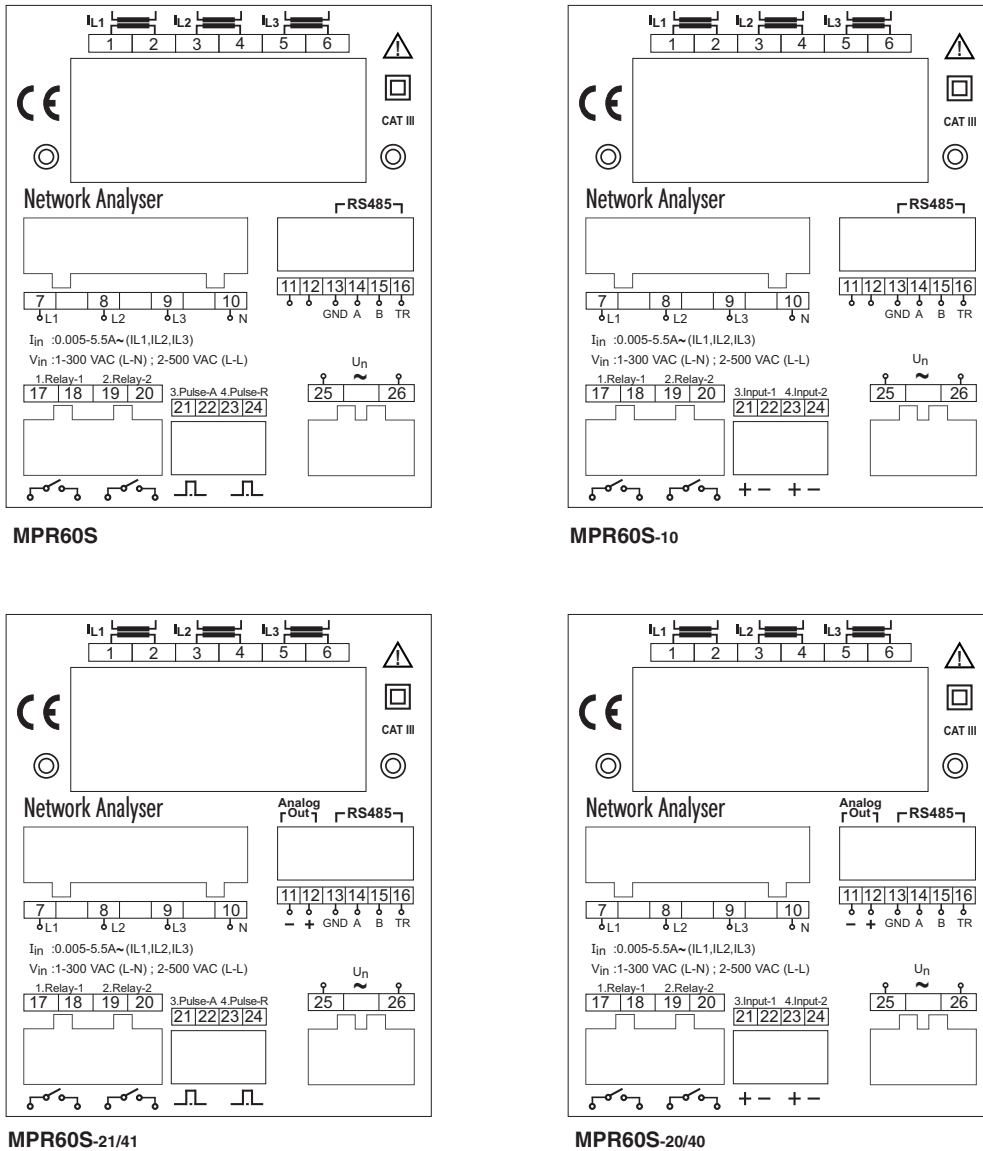 IL1 IL2 IL3
1 2 3 4 5 6
CE
CAT III
Network Analyser
RS485
11 12 13 14 15 16
GND A B TR
7 8 9 10
L1 L2 L3 N
Iin :0.005-5.5A~(IL1,IL2,IL3)
Vin :1-300 VAC (L-N) ; 2-500 VAC (L-L)
Un
~
1.Relay-1 2.Relay-2
17 18 19 20
3.Pulse-A 4.Pulse-R
21 22 23 24
25 26
MPR60S
IL1 IL2 IL3
1 2 3 4 5 6
CE
CAT III
Network Analyser
RS485
11 12 13 14 15 16
GND A B TR
7 8 9 10
L1 L2 L3 N
Iin :0.005-5.5A~(IL1,IL2,IL3)
Vin :1-300 VAC (L-N) ; 2-500 VAC (L-L)
Un
~
1.Relay-1 2.Relay-2
17 18 19 20
3.Input-1 4.Input-2
21 22 23 24
25 26
+ − + −
MPR60S-10
IL1 IL2 IL3
1 2 3 4 5 6
CE
CAT III
Network Analyser
Analog
Out RS485
11 12 13 14 15 16
− + GND A B TR
7 8 9 10
L1 L2 L3 N
Iin :0.005-5.5A~(IL1,IL2,IL3)
Vin :1-300 VAC (L-N) ; 2-500 VAC (L-L)
Un
~
1.Relay-1 2.Relay-2
17 18 19 20
3.Pulse-A 4.Pulse-R
21 22 23 24
25 26
MPR60S-21/41
IL1 IL2 IL3
1 2 3 4 5 6
CE
CAT III
Network Analyser
Analog
Out RS485
11 12 13 14 15 16
− + GND A B TR
7 8 9 10
L1 L2 L3 N
Iin :0.005-5.5A~(IL1,IL2,IL3)
Vin :1-300 VAC (L-N) ; 2-500 VAC (L-L)
Un
~
1.Relay-1 2.Relay-2
17 18 19 20
3.Input-1 4.Input-2
21 22 23 24
25 26
+ − + −
MPR60S-20/40